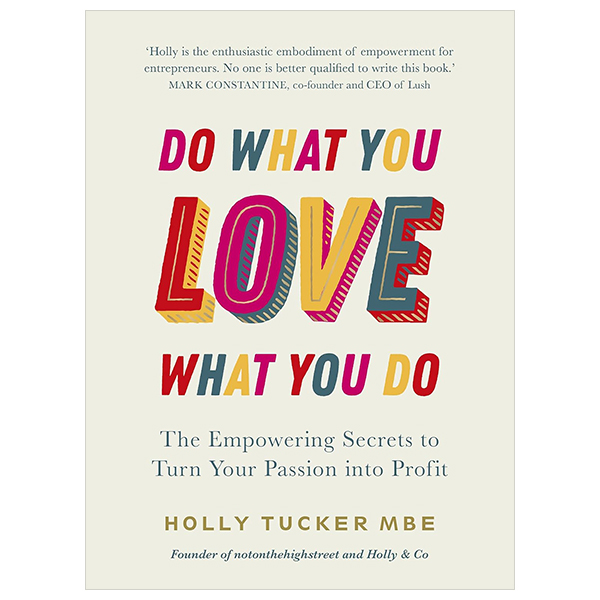 ‘Holly is the enthusiastic embodiment of empowerment for
entrepreneurs. No one is better qualified to write this book.’
MARK CONSTANTINE, co-founder and CEO of Lush
DO WHAT YOU
LOVE
WHAT YOU DO
The Empowering Secrets to
Turn Your Passion into Profit
HOLLY TUCKER MBE
Founder of notonthehighstreet and Holly & Co